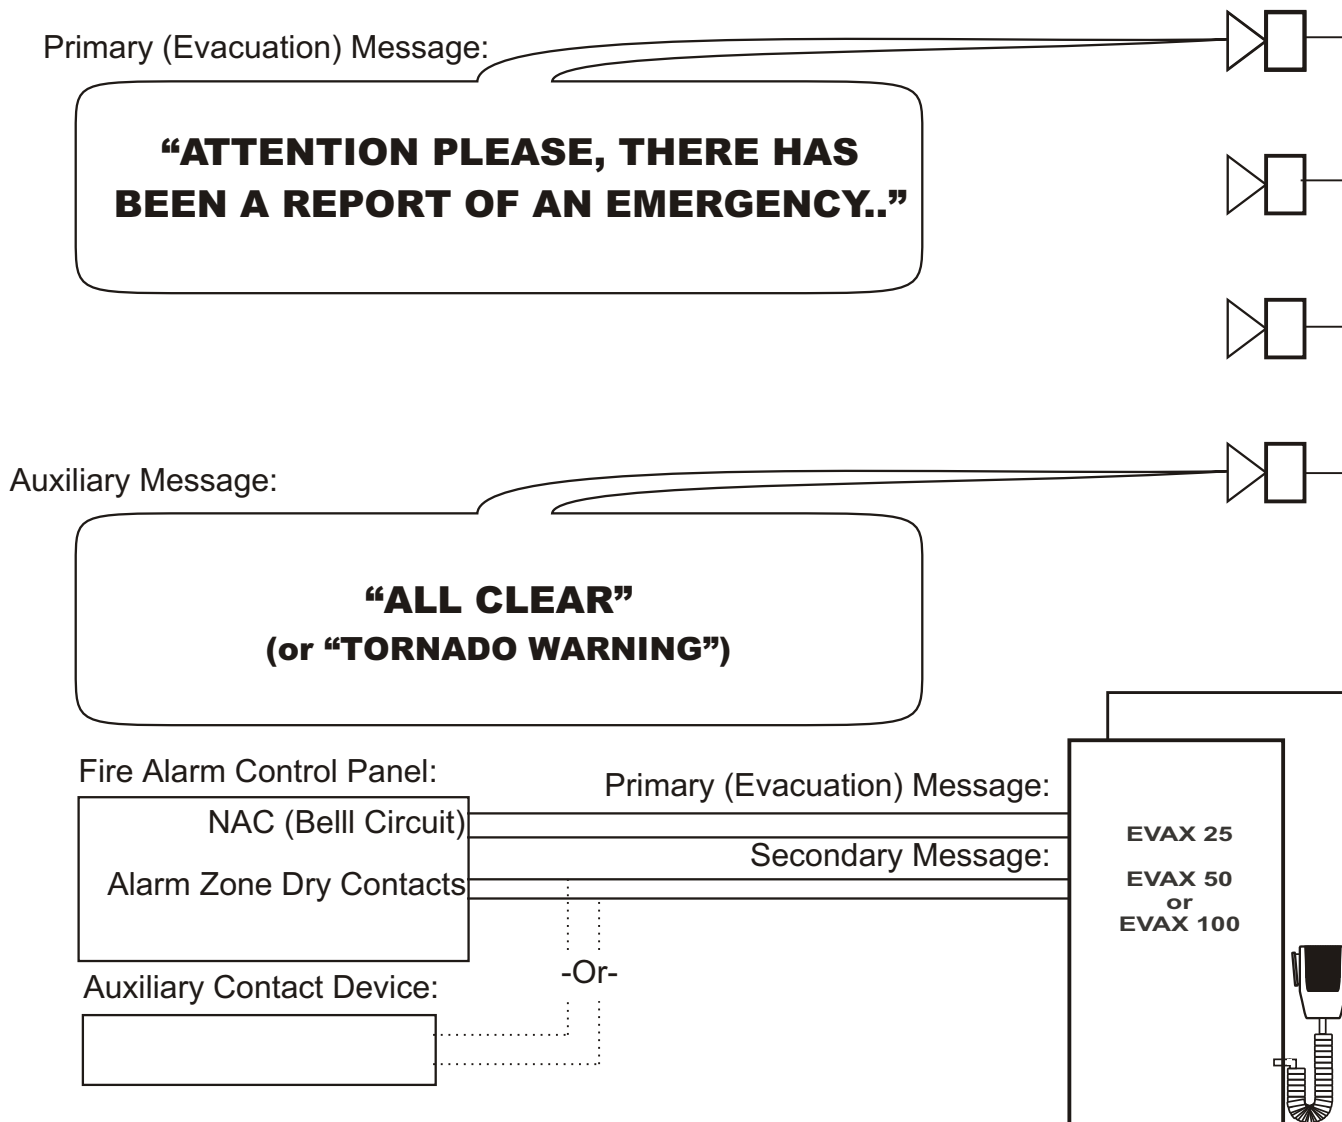 Primary (Evacuation) Message:
“ATTENTION PLEASE, THERE HAS
BEEN A REPORT OF AN EMERGENCY..”
Auxiliary Message:
“ALL CLEAR”
(or “TORNADO WARNING”)
Fire Alarm Control Panel:
NAC (Belll Circuit)
Alarm Zone Dry Contacts
Primary (Evacuation) Message:
Secondary Message:
EVAX 25
EVAX 50
or
EVAX 100
-Or-
Auxiliary Contact Device: